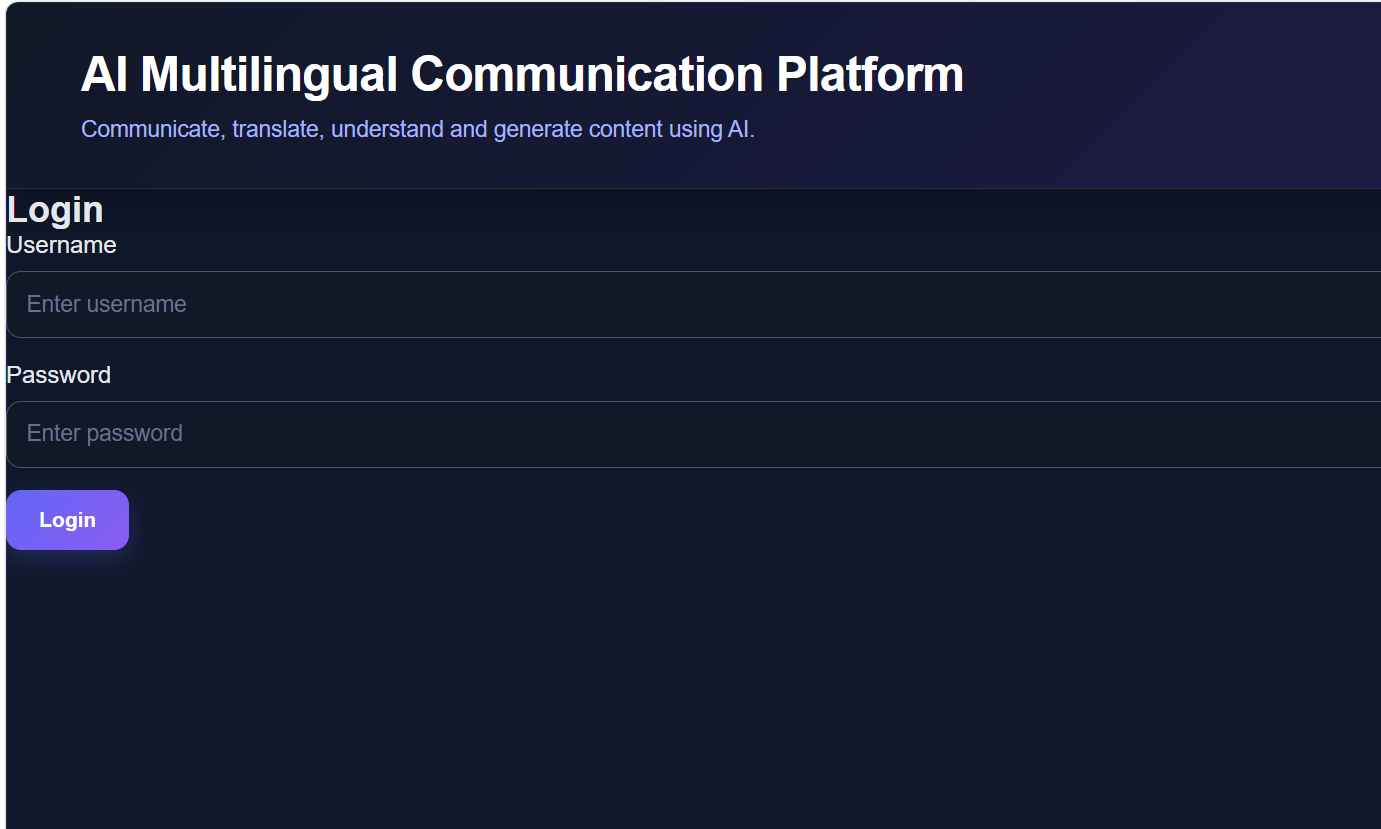 AI Multilingual Communication Platform
Communicate, translate, understand and generate content using AI.
Login
Username
Enter username
Password
Enter password
Login